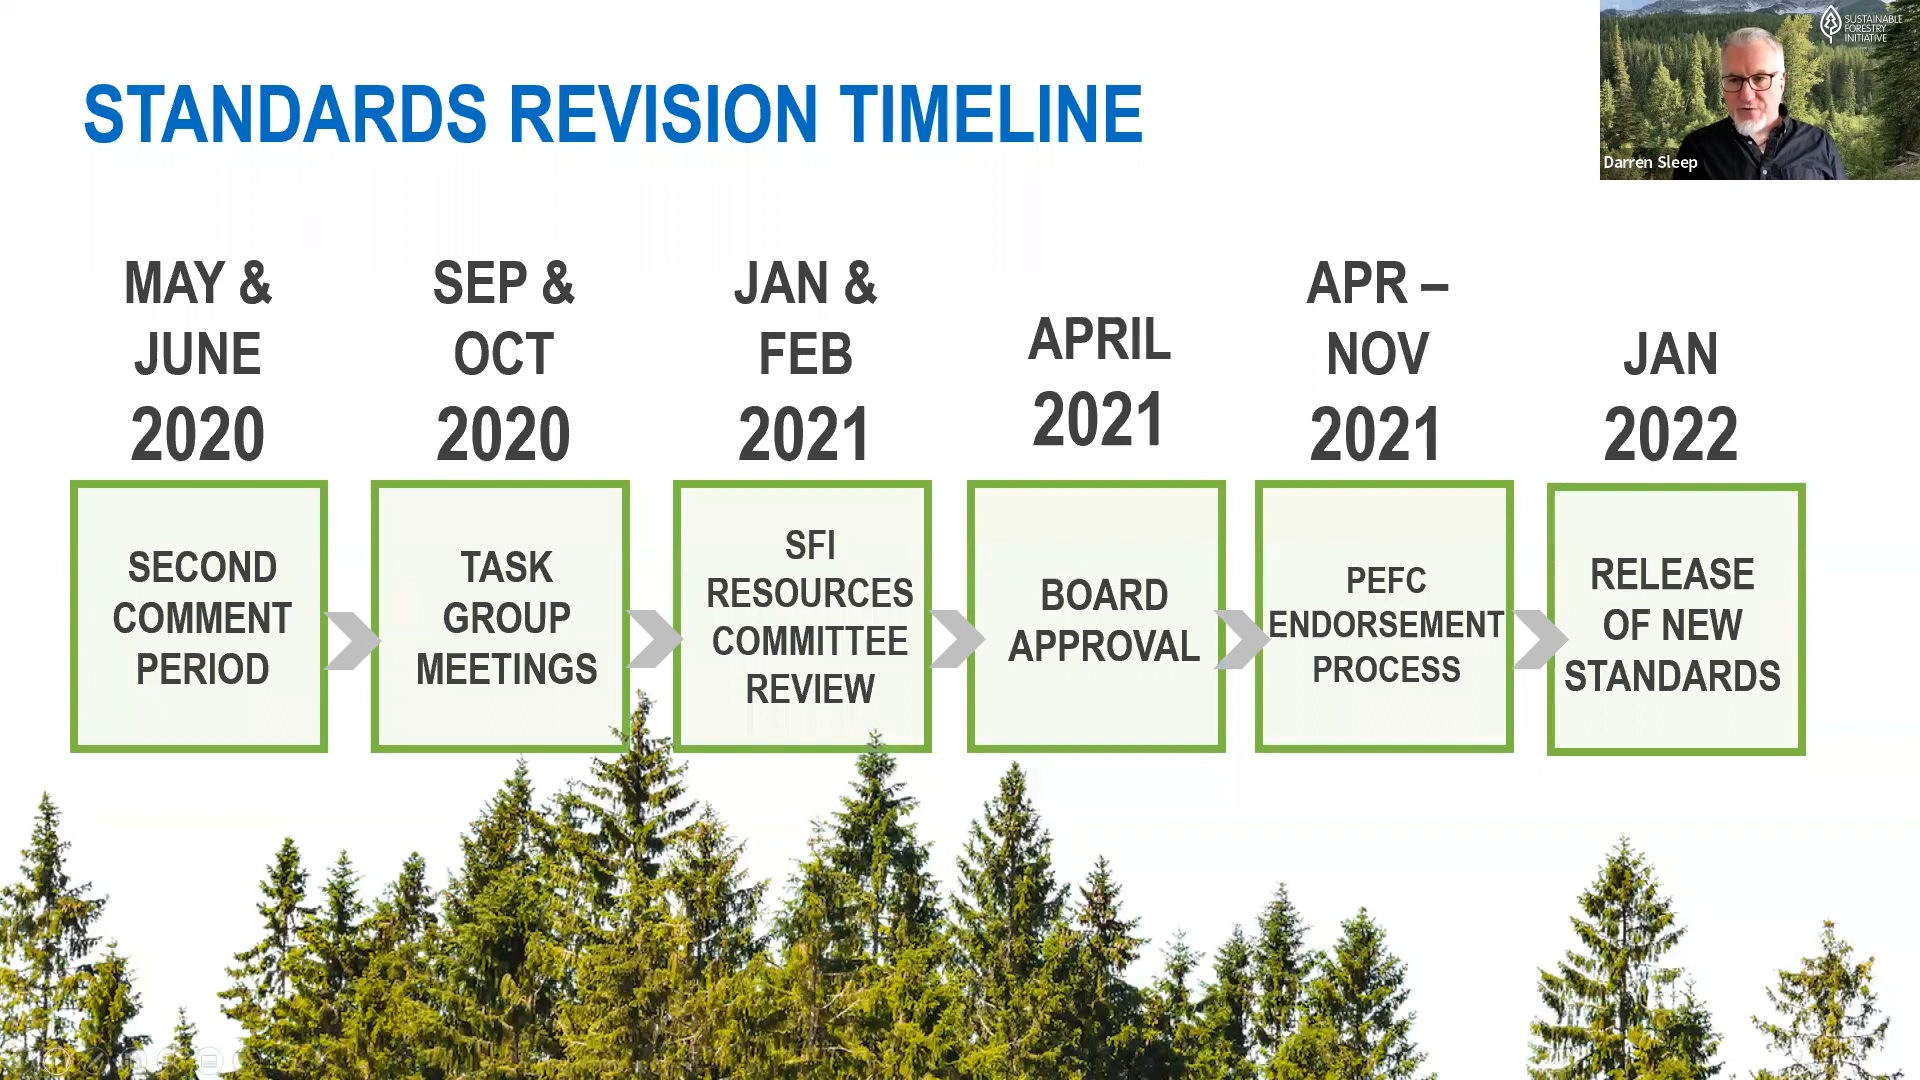 SUSTAINABLE
FORESTRY
INITIATIVE
Darren Sleep
STANDARDS REVISION TIMELINE
MAY &
JUNE
2020
SECOND
COMMENT
PERIOD
SEP &
OCT
2020
TASK
GROUP
MEETINGS
JAN &
FEB
2021
SFI
RESOURCES
COMMITTEE
REVIEW
APRIL
2021
BOARD
APPROVAL
APR –
NOV
2021
PEFC
ENDORSEMENT
PROCESS
JAN
2022
RELEASE
OF NEW
STANDARDS